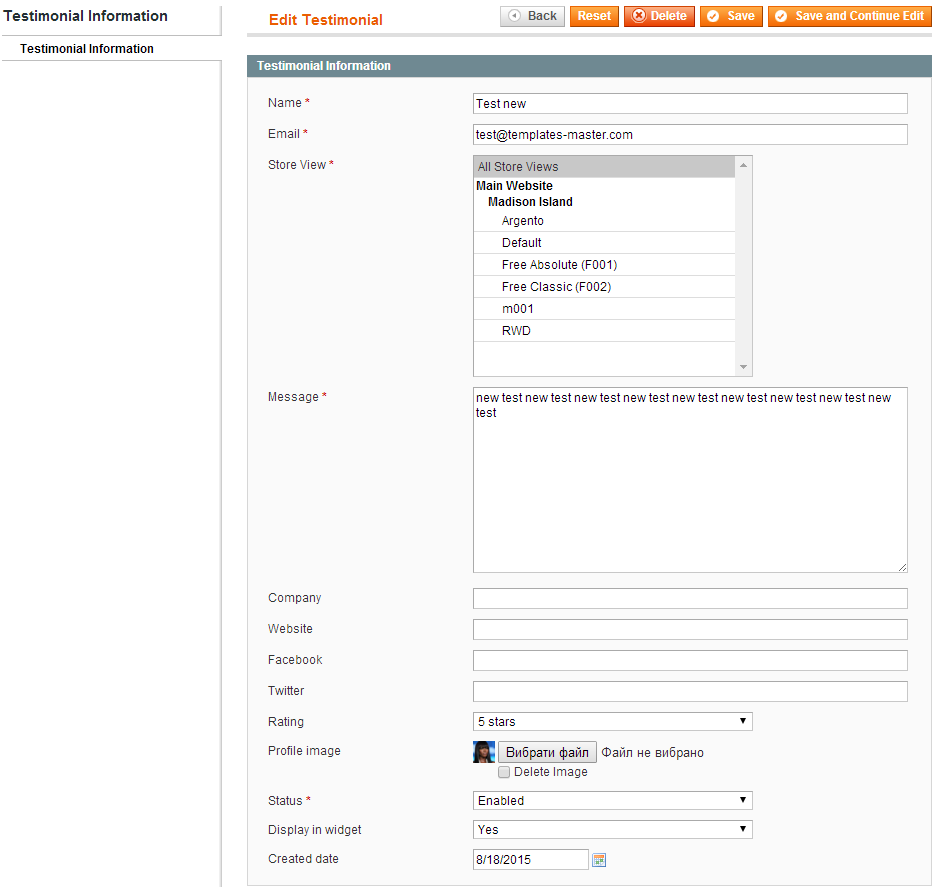 Testimonial Information
Testimonial Information
Edit Testimonial
Back Reset Delete Save Save and Continue Edit
Testimonial Information
Name * Test new
Email * test@templates-master.com
Store View * All Store Views
Main Website
Madison Island
Argento
Default
Free Absolute (F001)
Free Classic (F002)
m001
RWD
Message * new test new test new test new test new test new test new test new test new
test
Company
Website
Facebook
Twitter
Rating 5 stars
Profile image Вибрати файл Файл не вибрано
Delete Image
Status * Enabled
Display in widget Yes
Created date 8/18/2015